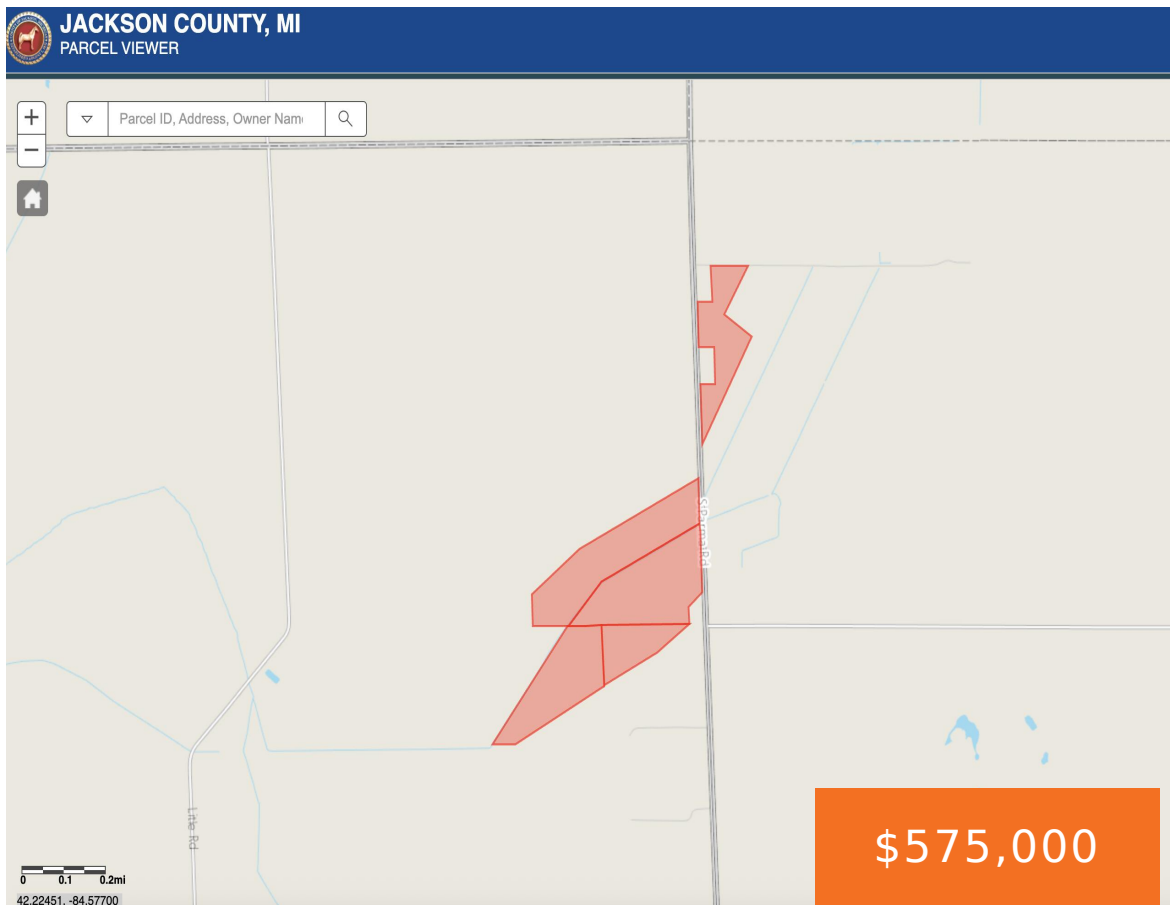 JACKSON COUNTY, MI
PARCEL VIEWER
+
Parcel ID, Address, Owner Nam
−
S Parma Rd
Little Rd
0 0.1 0.2mi
42.22451, -84.57700
$575,000